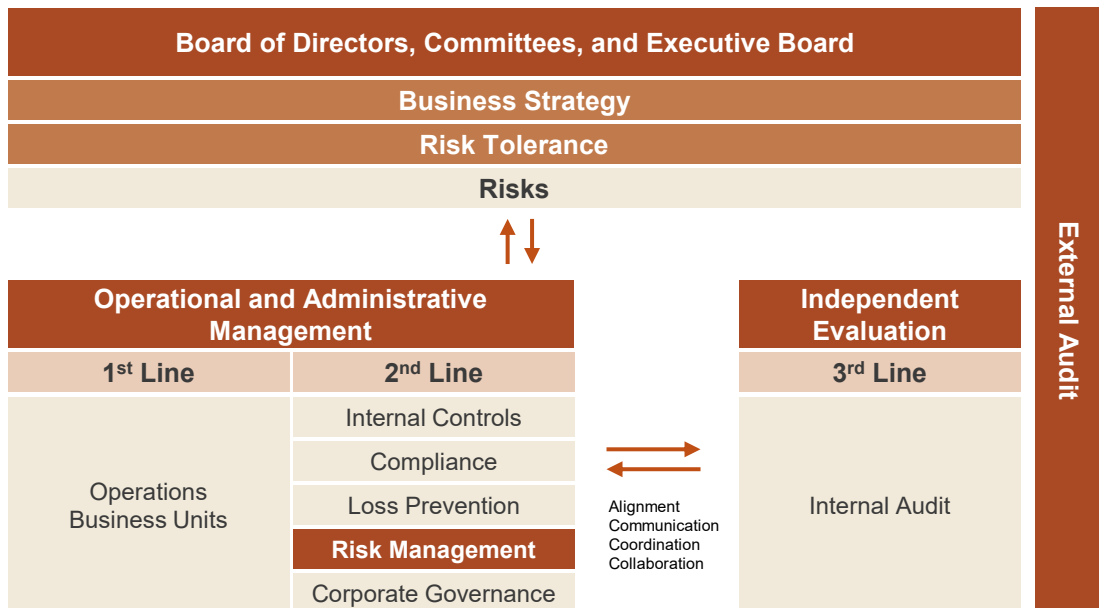 Board of Directors, Committees, and Executive Board
Business Strategy
Risk Tolerance
Risks
Operational and Administrative
Management
1st Line
2nd Line
Operations
Business Units
Internal Controls
Compliance
Loss Prevention
Risk Management
Corporate Governance
Alignment
Communication
Coordination
Collaboration
Independent
Evaluation
3rd Line
Internal Audit
External Audit